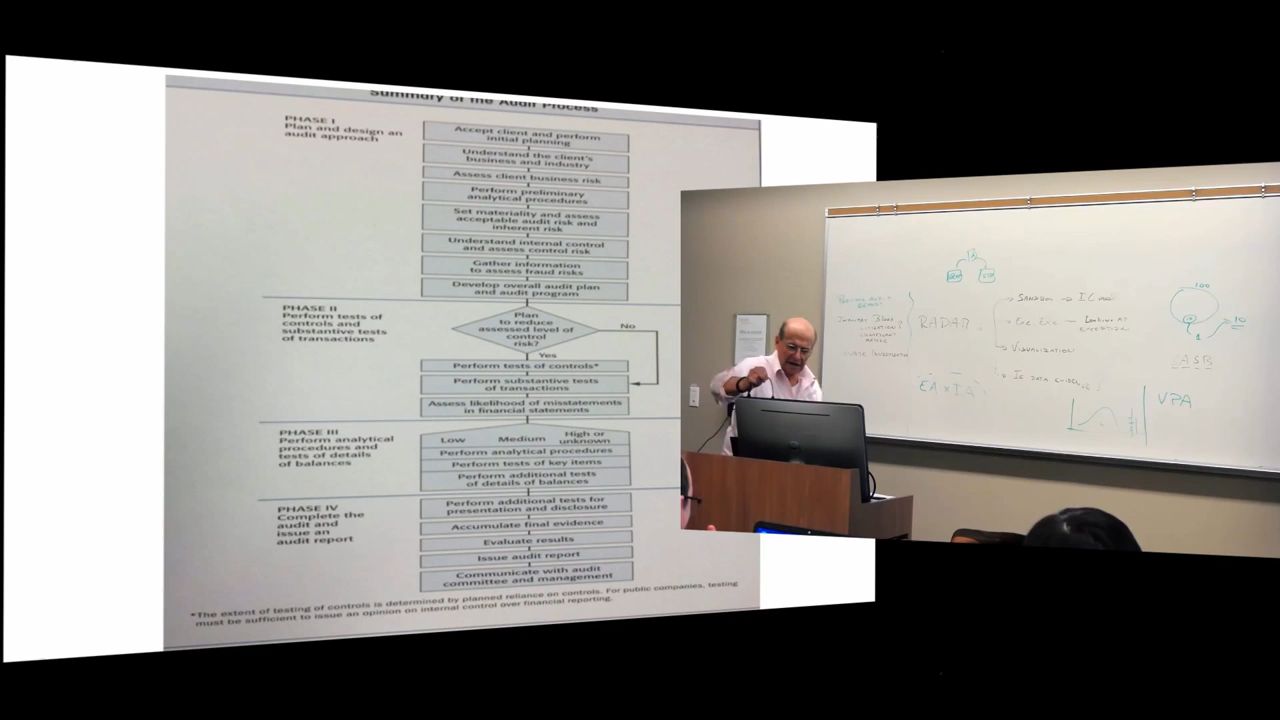 Summary of the Audit Process
PHASE I
Plan and design an
audit approach
Accept client and perform
initial planning
Understand the client's
business and industry
Assess client business risk
Perform preliminary
analytical procedures
Set materiality and assess
acceptable audit risk and
inherent risk
Understand internal control
and assess control risk
Gather information
to assess fraud risks
Develop overall audit plan
and audit program
PHASE II
Perform tests of
controls and
substantive tests
of transactions
Plan
to reduce
assessed level of
control
risk?
No
Yes
Perform tests of controls*
Perform substantive tests
of transactions
Assess likelihood of misstatements
in financial statements
PHASE III
Perform analytical
procedures and
tests of details
of balances
Low
Medium
High or
unknown
Perform analytical procedures
Perform tests of key items
Perform additional tests
of details of balances
PHASE IV
Complete the
audit and
issue an
audit report
Perform additional tests for
presentation and disclosure
Accumulate final evidence
Evaluate results
Issue audit report
Communicate with audit
committee and management
*The extent of testing of controls is determined by planned reliance on controls. For public companies, testing
must be sufficient to issue an opinion on internal control over financial reporting.
RADAR
SANDBOX
VISUALIZATION
IS DATA
100
10
ASB
VPA